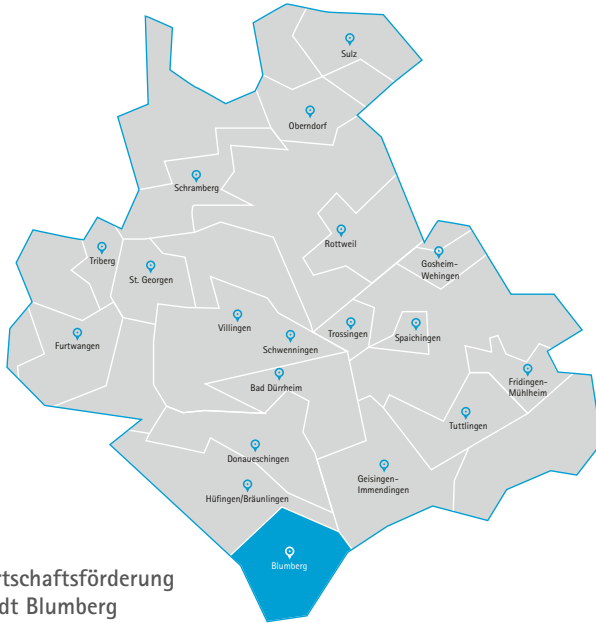 Sulz
Oberndorf
Schramberg
Rottweil
Triberg
Gosheim-
Wehingen
St. Georgen
Villingen
Trossingen
Spaichingen
Furtwangen
Schwenningen
Bad Dürrheim
Fridingen-
Mühlheim
Tuttlingen
Donaueschingen
Geisingen-
Immendingen
Hüfingen/Bräunlingen
Blumberg
rtschaftsförderung
dt Blumberg